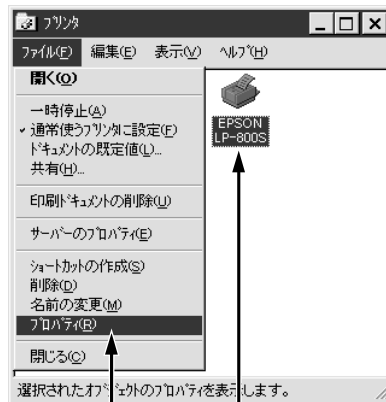 プリンタ
ファイル(F) 編集(E) 表示(V) ヘルプ(H)
開く(O)
一時停止(A)
通常使うプリンタに設定(F)
ドキュメントの既定値(L)...
共有(H)...
印刷ドキュメントの削除(U)
サーバーのプロパティ(E)
ショートカットの作成(S)
削除(D)
名前の変更(M)
プロパティ(R)
閉じる(C)
EPSON
LP-800S
選択されたオブジェクトのプロパティを表示します。